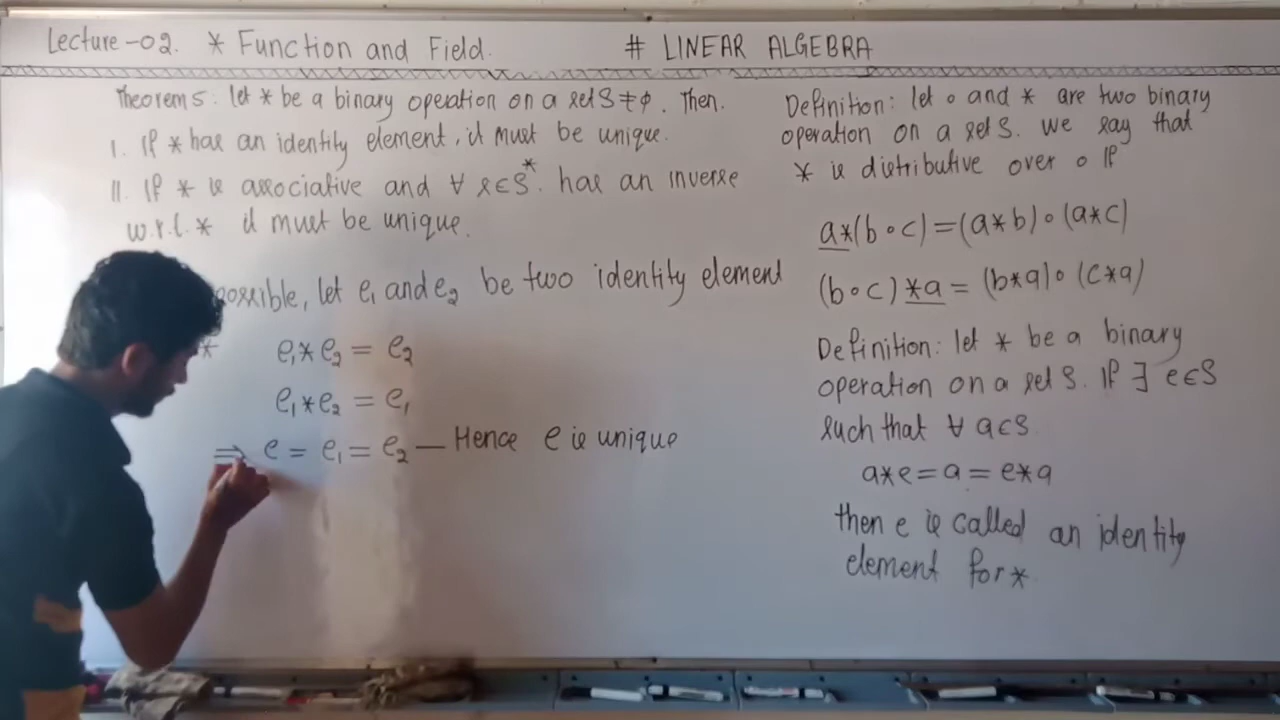 Lecture-02. * Function and Field. # LINEAR ALGEBRA
Theorem 5: let * be a binary operation on a set S ≠ ϕ. Then.
I. If * has an identity element, it must be unique.
II. If * is associative and ∀ x∈S*. has an inverse
w.r.t. * it must be unique.
possible, let e₁ and e₂ be two identity element
* e₁ * e₂ = e₂
e₁ * e₂ = e₁
⇒ e = e₁ = e₂ — Hence e is unique
Definition: let ∘ and * are two binary
operation on a set S. we say that
* is distributive over ∘ if
a*(b∘c)=(a*b)∘(a*c)
(b∘c)*a = (b*a)∘(c*a)
Definition: let * be a binary
operation on a set S. If ∃ e∈S
such that ∀ a∈S.
a*e=a=e*a
then e is called an identity
element for *